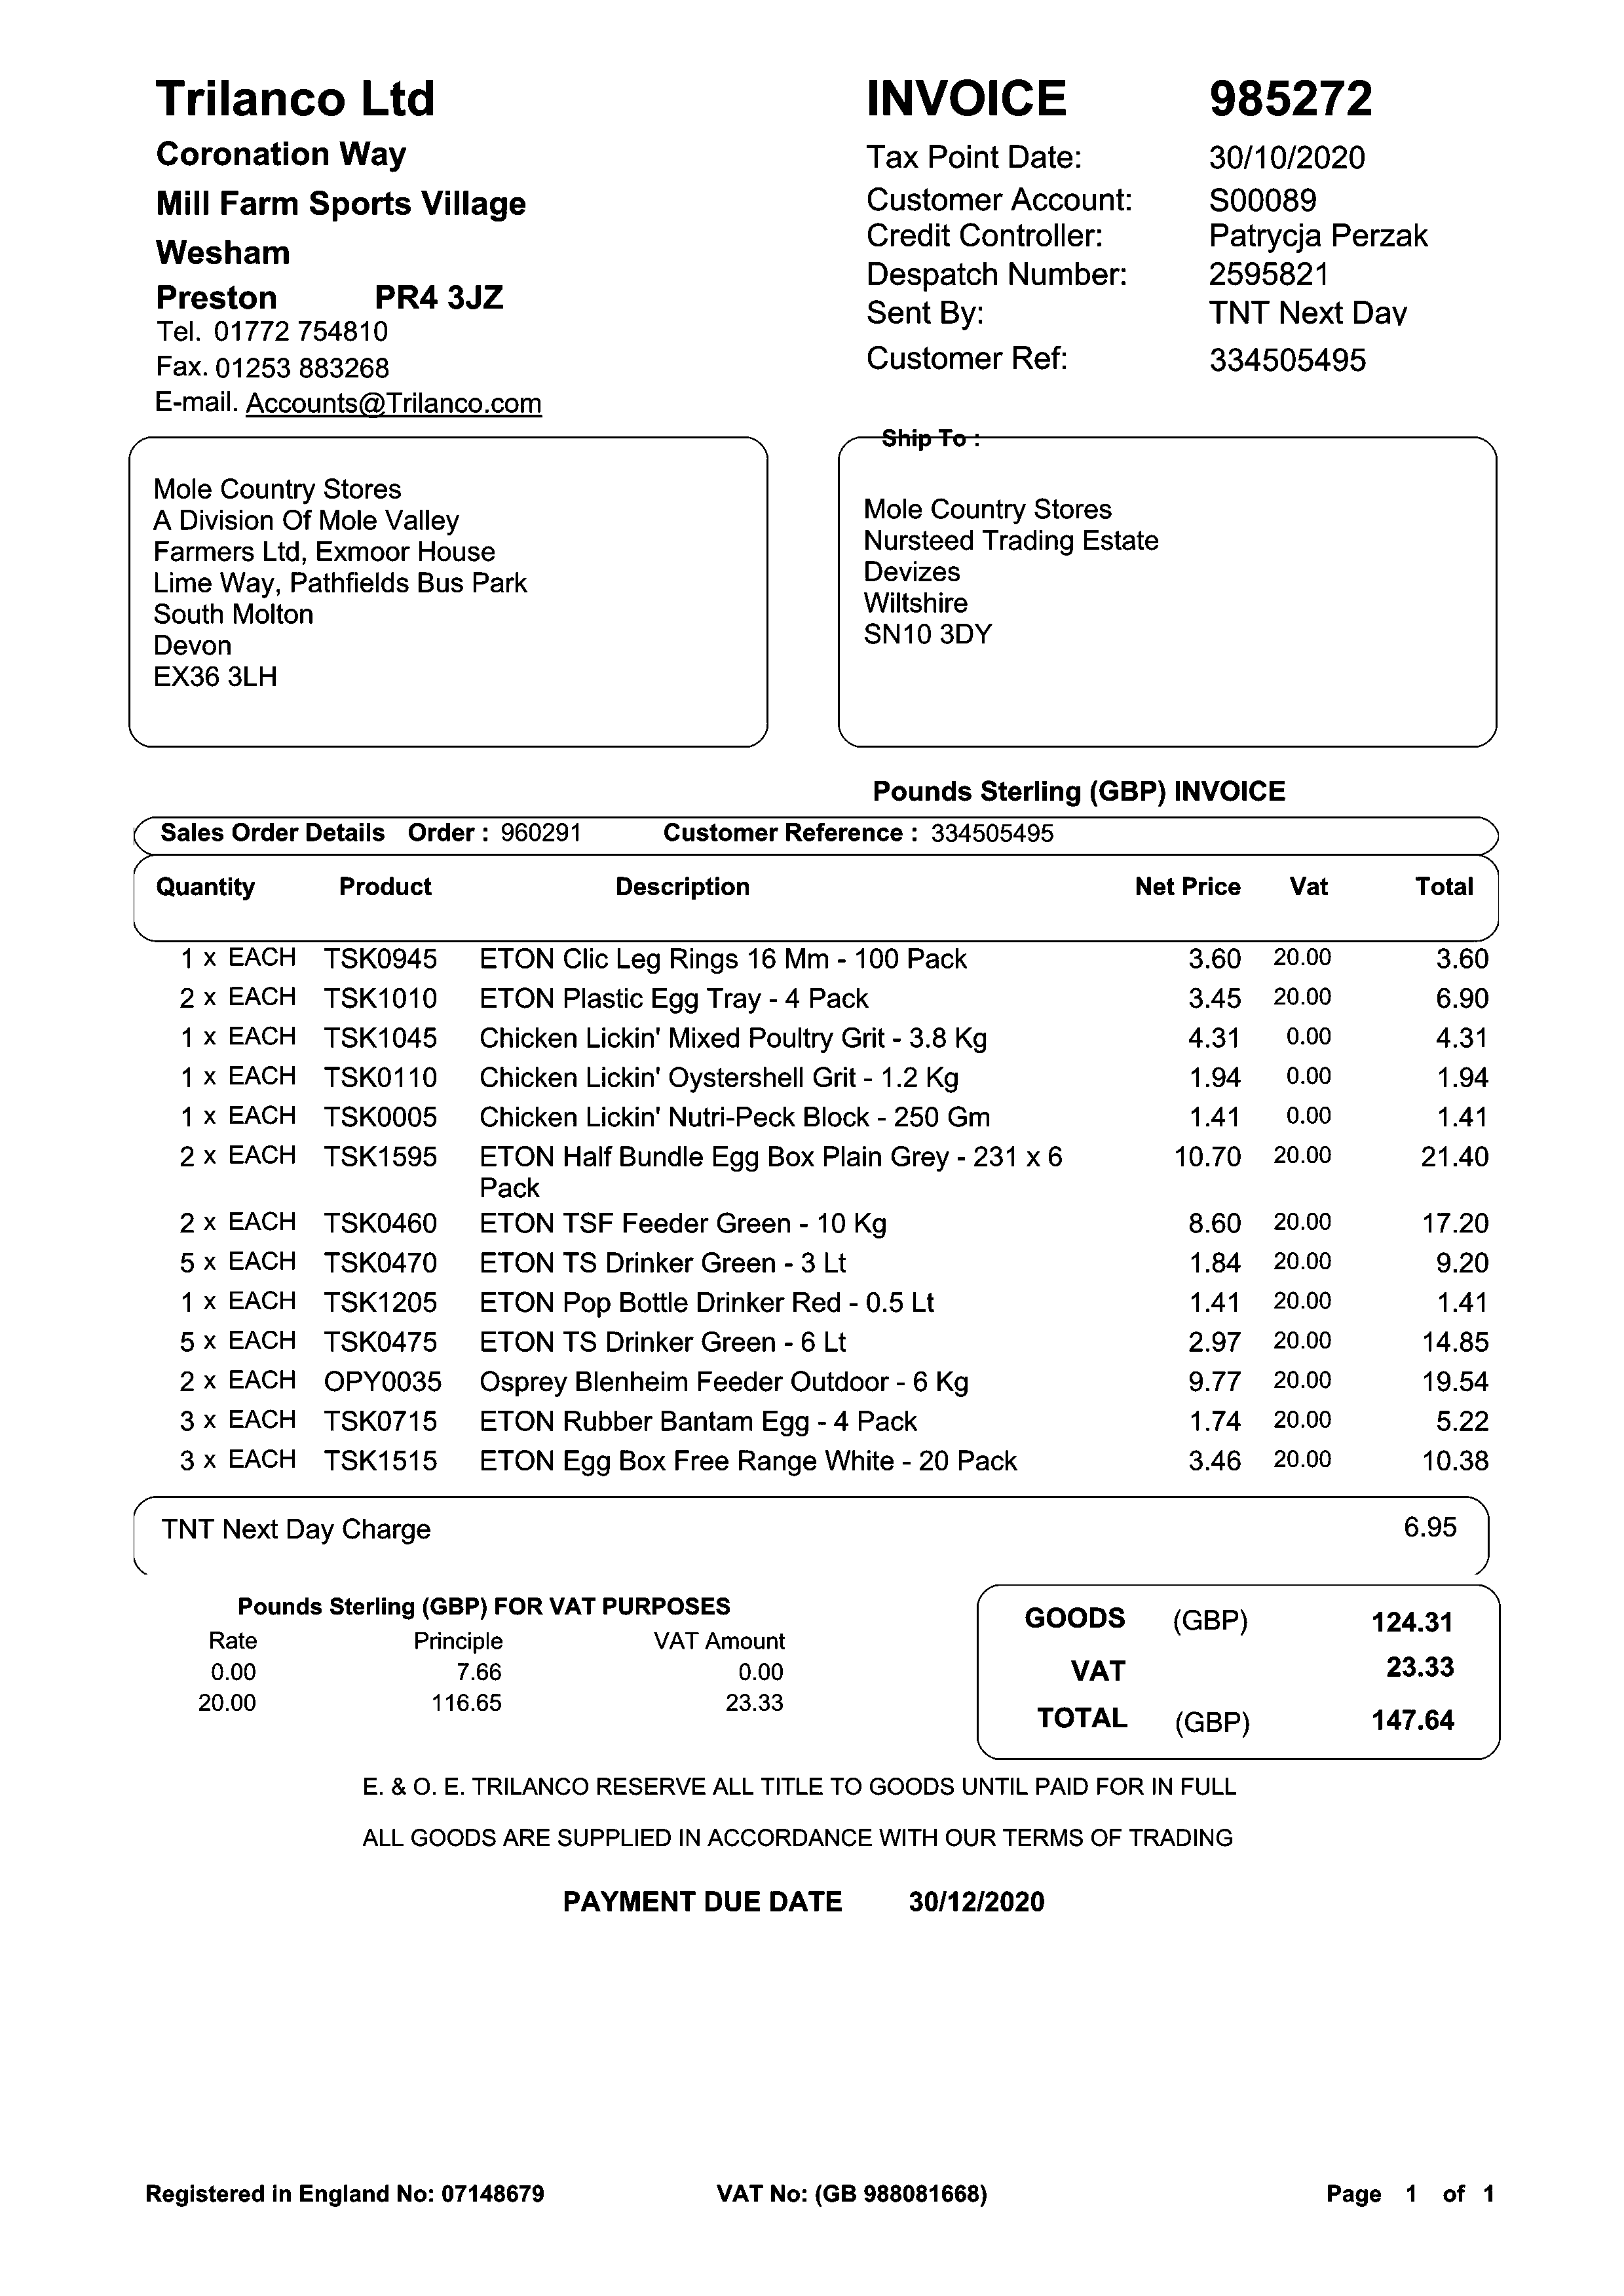 Trilanco Ltd
Coronation Way
Mill Farm Sports Village
Wesham
Preston PR4 3JZ
Tel. 01772 754810
Fax. 01253 883268
E-mail. Accounts@Trilanco.com
INVOICE 985272
Tax Point Date: 30/10/2020
Customer Account: S00089
Credit Controller: Patrycja Perzak
Despatch Number: 2595821
Sent By: TNT Next Day
Customer Ref: 334505495
Mole Country Stores
A Division Of Mole Valley
Farmers Ltd, Exmoor House
Lime Way, Pathfields Bus Park
South Molton
Devon
EX36 3LH
Ship To :
Mole Country Stores
Nursteed Trading Estate
Devizes
Wiltshire
SN10 3DY
Pounds Sterling (GBP) INVOICE
Sales Order Details Order : 960291 Customer Reference : 334505495
Quantity Product Description Net Price Vat Total
1 x EACH TSK0945 ETON Clic Leg Rings 16 Mm - 100 Pack 3.60 20.00 3.60
2 x EACH TSK1010 ETON Plastic Egg Tray - 4 Pack 3.45 20.00 6.90
1 x EACH TSK1045 Chicken Lickin' Mixed Poultry Grit - 3.8 Kg 4.31 0.00 4.31
1 x EACH TSK0110 Chicken Lickin' Oystershell Grit - 1.2 Kg 1.94 0.00 1.94
1 x EACH TSK0005 Chicken Lickin' Nutri-Peck Block - 250 Gm 1.41 0.00 1.41
2 x EACH TSK1595 ETON Half Bundle Egg Box Plain Grey - 231 x 6 10.70 20.00 21.40
Pack
2 x EACH TSK0460 ETON TSF Feeder Green - 10 Kg 8.60 20.00 17.20
5 x EACH TSK0470 ETON TS Drinker Green - 3 Lt 1.84 20.00 9.20
1 x EACH TSK1205 ETON Pop Bottle Drinker Red - 0.5 Lt 1.41 20.00 1.41
5 x EACH TSK0475 ETON TS Drinker Green - 6 Lt 2.97 20.00 14.85
2 x EACH OPY0035 Osprey Blenheim Feeder Outdoor - 6 Kg 9.77 20.00 19.54
3 x EACH TSK0715 ETON Rubber Bantam Egg - 4 Pack 1.74 20.00 5.22
3 x EACH TSK1515 ETON Egg Box Free Range White - 20 Pack 3.46 20.00 10.38
TNT Next Day Charge 6.95
Pounds Sterling (GBP) FOR VAT PURPOSES
Rate Principle VAT Amount
0.00 7.66 0.00
20.00 116.65 23.33
GOODS (GBP) 124.31
VAT 23.33
TOTAL (GBP) 147.64
E. & O. E. TRILANCO RESERVE ALL TITLE TO GOODS UNTIL PAID FOR IN FULL
ALL GOODS ARE SUPPLIED IN ACCORDANCE WITH OUR TERMS OF TRADING
PAYMENT DUE DATE 30/12/2020
Registered in England No: 07148679 VAT No: (GB 988081668) Page 1 of 1